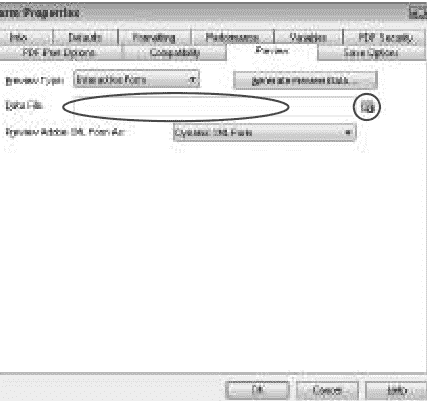 Form Properties
Info Defaults Formatting Performance Variables PDF Security
PDF Print Options Compatibility Preview Save Options
Preview Type: Interactive Form Generate Preview Data...
Data File:
Preview Adobe XML Form As: Dynamic XML Form
OK Cancel Help